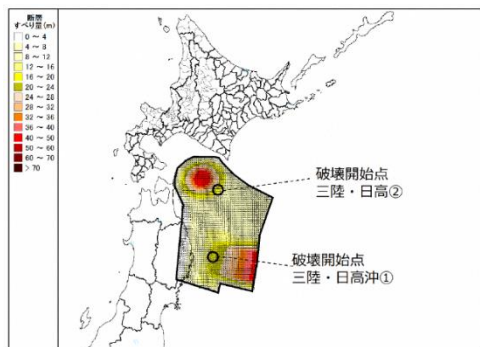 断層
すべり量(m)
0 ～ 4
4 ～ 8
8 ～ 12
12 ～ 16
16 ～ 20
20 ～ 24
24 ～ 28
28 ～ 32
32 ～ 36
36 ～ 40
40 ～ 50
50 ～ 60
60 ～ 70
> 70
破壊開始点
三陸・日高②
破壊開始点
三陸・日高沖①